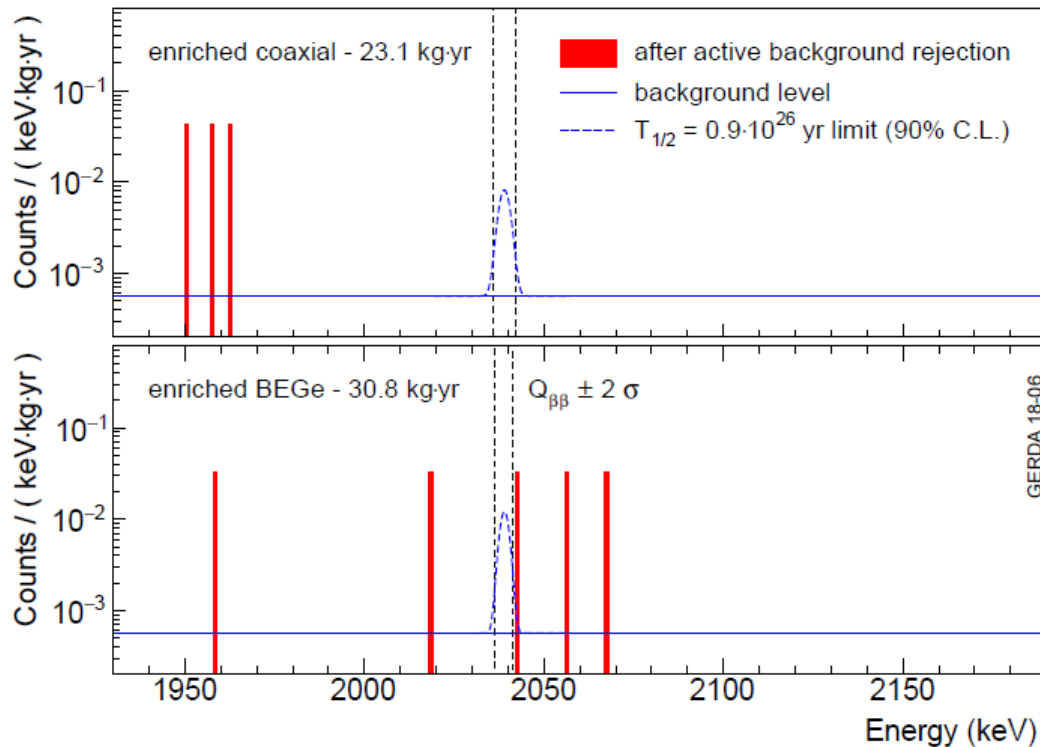 enriched coaxial - 23.1 kg·yr
after active background rejection
background level
T₁/₂ = 0.9·10²⁶ yr limit (90% C.L.)
Counts / ( keV·kg·yr )
10⁻¹
10⁻²
10⁻³
enriched BEGe - 30.8 kg·yr
Qᵦᵦ ± 2 σ
Counts / ( keV·kg·yr )
10⁻¹
10⁻²
10⁻³
GERDA 18-06
1950 2000 2050 2100 2150
Energy (keV)